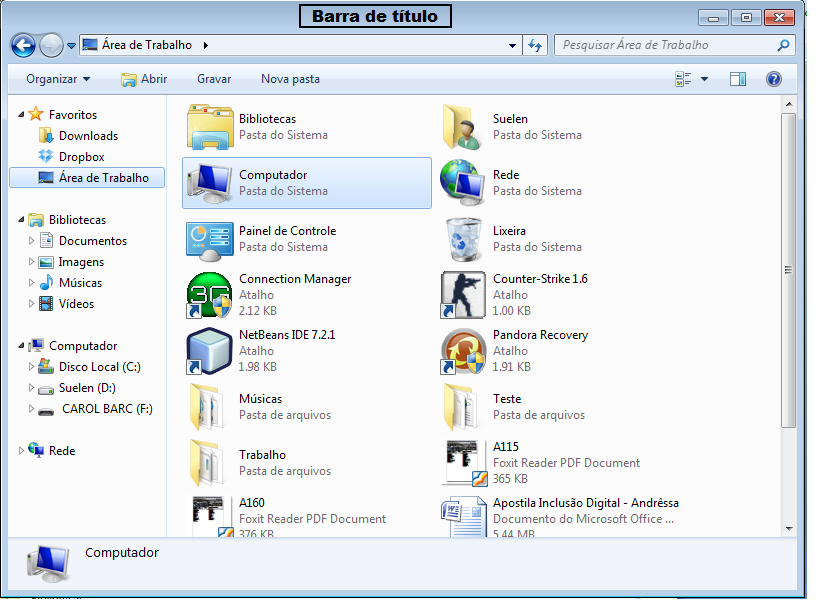 Barra de título
Área de Trabalho
Pesquisar Área de Trabalho
Organizar
Abrir
Gravar
Nova pasta
Favoritos
Downloads
Dropbox
Área de Trabalho
Bibliotecas
Documentos
Imagens
Músicas
Vídeos
Computador
Disco Local (C:)
Suelen (D:)
CAROL BARC (F:)
Rede
Bibliotecas
Pasta do Sistema
Suelen
Pasta do Sistema
Computador
Pasta do Sistema
Rede
Pasta do Sistema
Painel de Controle
Pasta do Sistema
Lixeira
Pasta do Sistema
Connection Manager
Atalho
2.12 KB
Counter-Strike 1.6
Atalho
1.00 KB
NetBeans IDE 7.2.1
Atalho
1.98 KB
Pandora Recovery
Atalho
1.91 KB
Músicas
Pasta de arquivos
Teste
Pasta de arquivos
Trabalho
Pasta de arquivos
A115
Foxit Reader PDF Document
365 KB
A160
Foxit Reader PDF Document
376 KB
Apostila Inclusão Digital - Andrêssa
Documento do Microsoft Office ...
5.44 MB
Computador